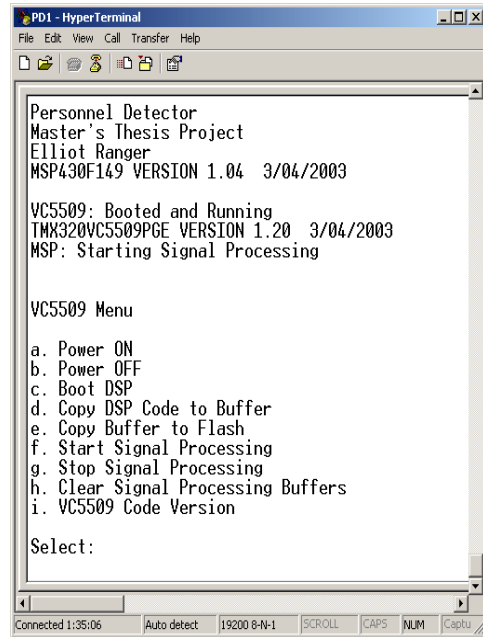 PD1 - HyperTerminal
File Edit View Call Transfer Help
Personnel Detector
Master's Thesis Project
Elliot Ranger
MSP430F149 VERSION 1.04 3/04/2003
VC5509: Booted and Running
TMX320VC5509PGE VERSION 1.20 3/04/2003
MSP: Starting Signal Processing
VC5509 Menu
a. Power ON
b. Power OFF
c. Boot DSP
d. Copy DSP Code to Buffer
e. Copy Buffer to Flash
f. Start Signal Processing
g. Stop Signal Processing
h. Clear Signal Processing Buffers
i. VC5509 Code Version
Select:
Connected 1:35:06 Auto detect 19200 8-N-1 SCROLL CAPS NUM Captu